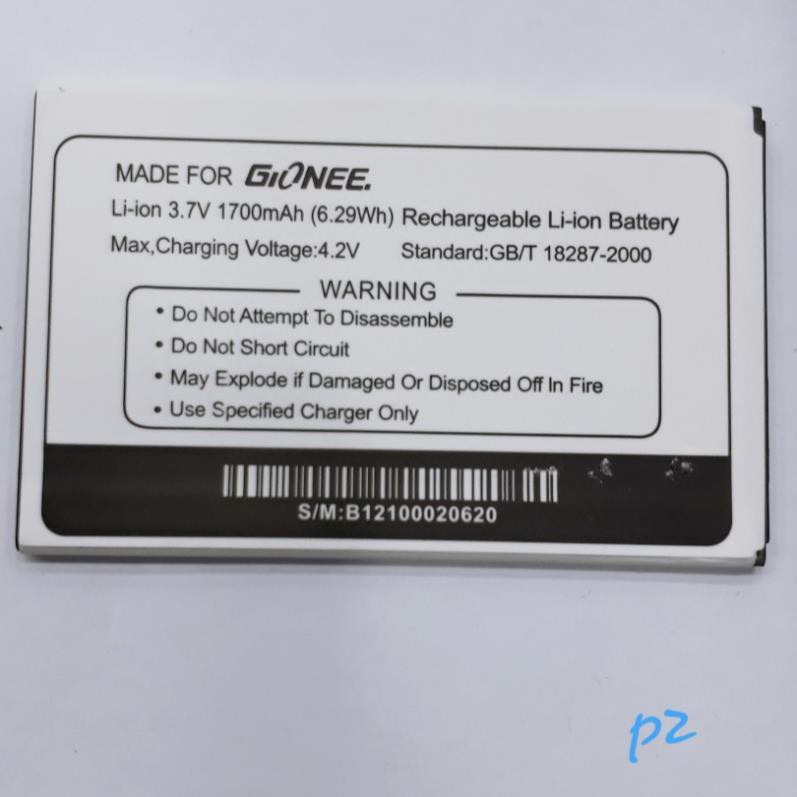 MADE FOR GIONEE.
Li-ion 3.7V 1700mAh (6.29Wh) Rechargeable Li-ion Battery
Max,Charging Voltage:4.2V Standard:GB/T 18287-2000
WARNING
• Do Not Attempt To Disassemble
• Do Not Short Circuit
• May Explode if Damaged Or Disposed Off In Fire
• Use Specified Charger Only
S/M:B12100020620
P2